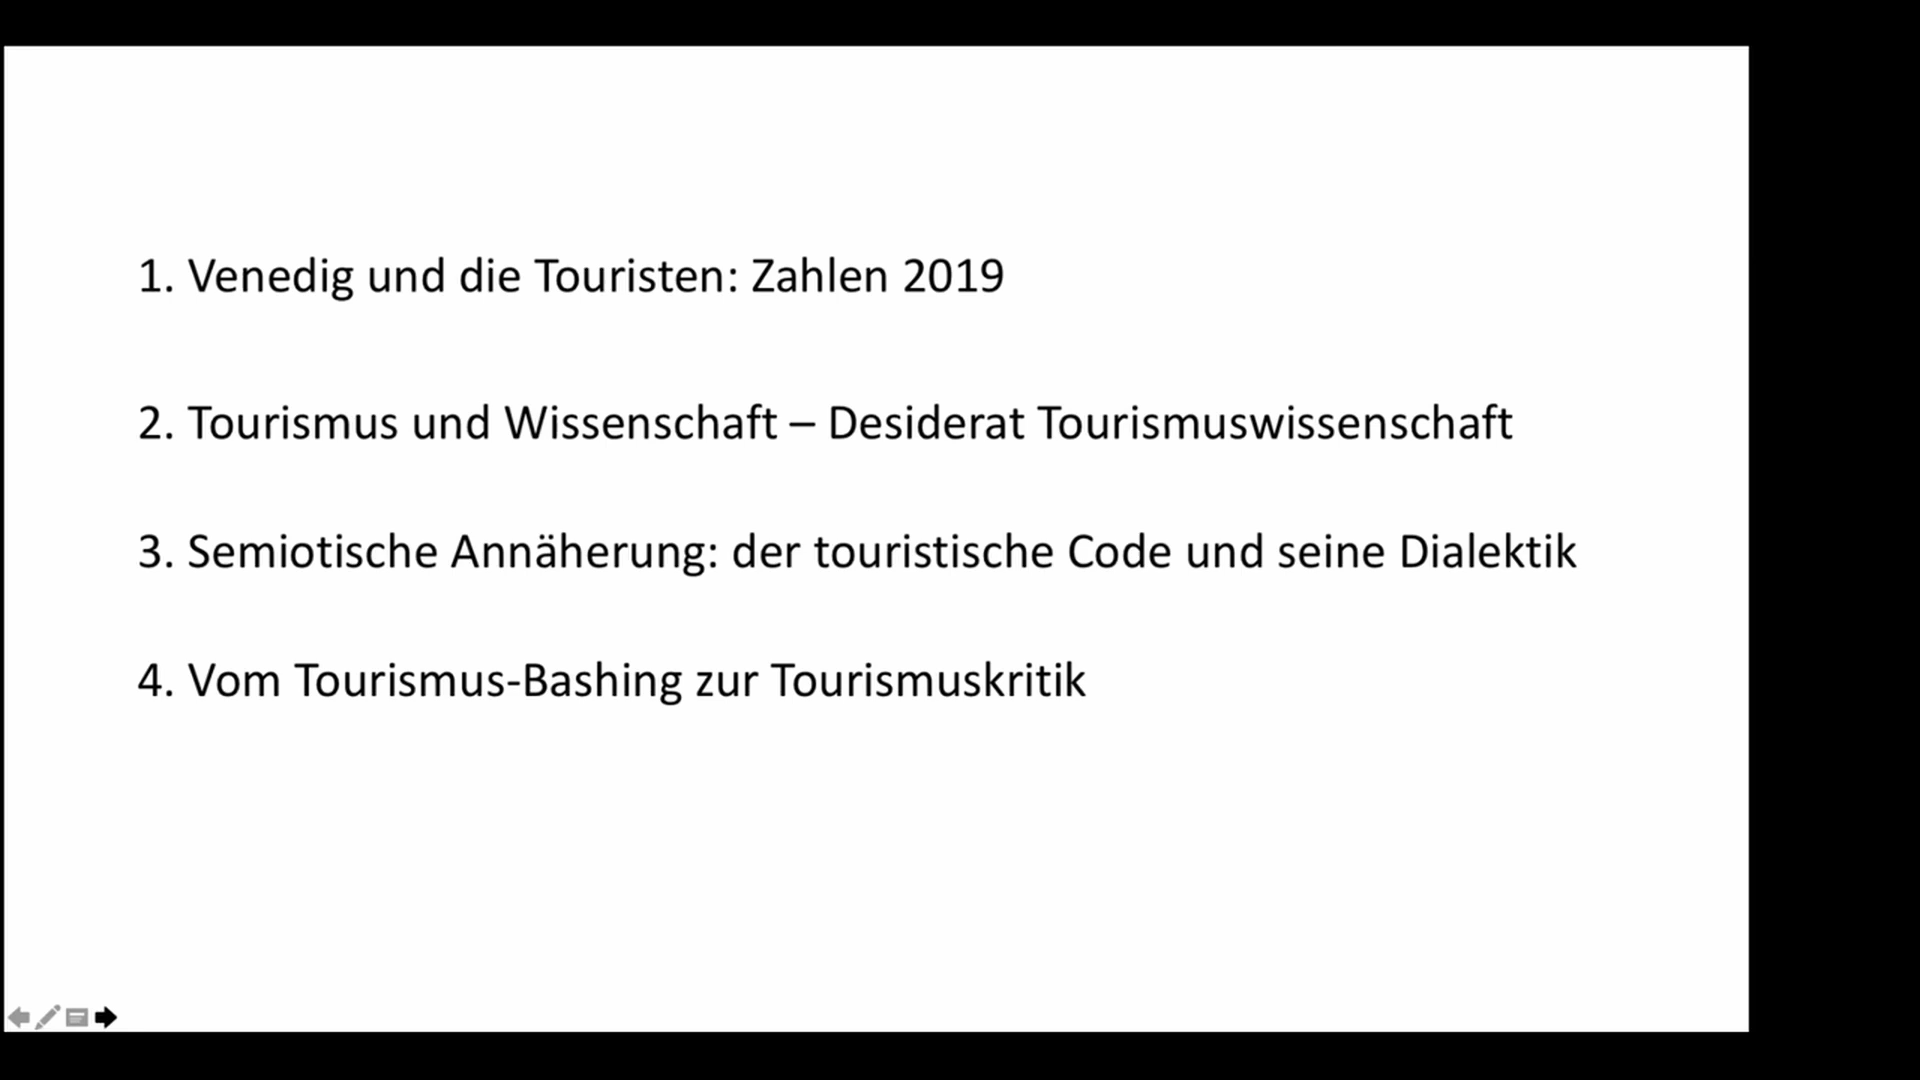 1. Venedig und die Touristen: Zahlen 2019
2. Tourismus und Wissenschaft – Desiderat Tourismuswissenschaft
3. Semiotische Annäherung: der touristische Code und seine Dialektik
4. Vom Tourismus-Bashing zur Tourismuskritik